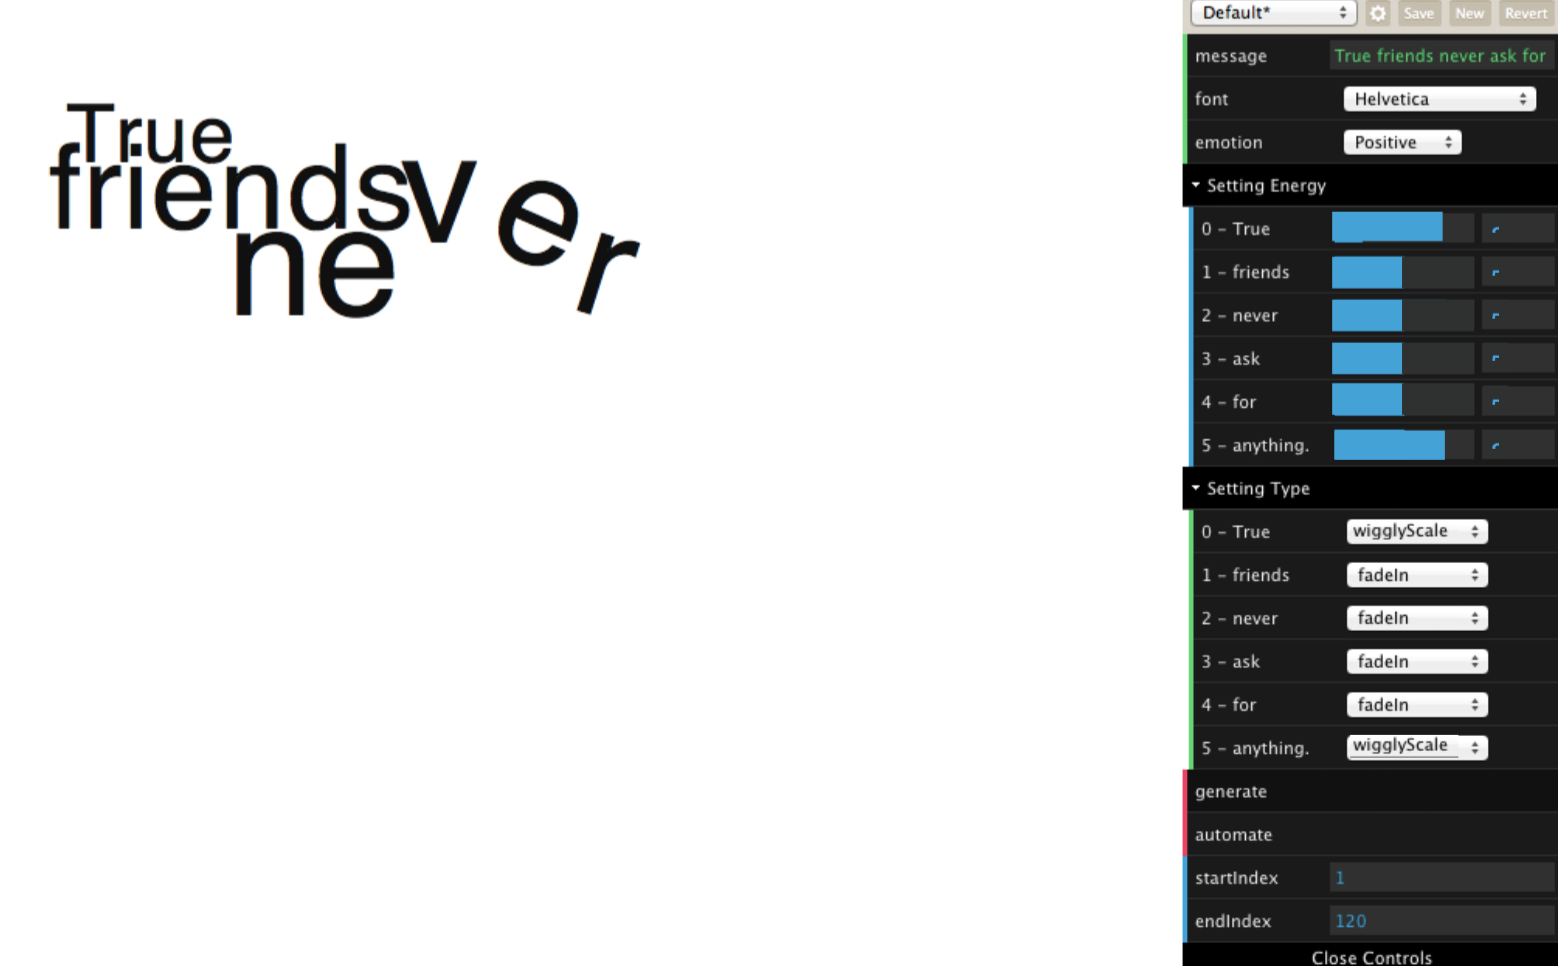 True
friends
never
Default*
Save New Revert
message True friends never ask for
font Helvetica
emotion Positive
Setting Energy
0 - True
1 - friends
2 - never
3 - ask
4 - for
5 - anything.
Setting Type
0 - True wigglyScale
1 - friends fadeIn
2 - never fadeIn
3 - ask fadeIn
4 - for fadeIn
5 - anything. wigglyScale
generate
automate
startIndex 1
endIndex 120
Close Controls